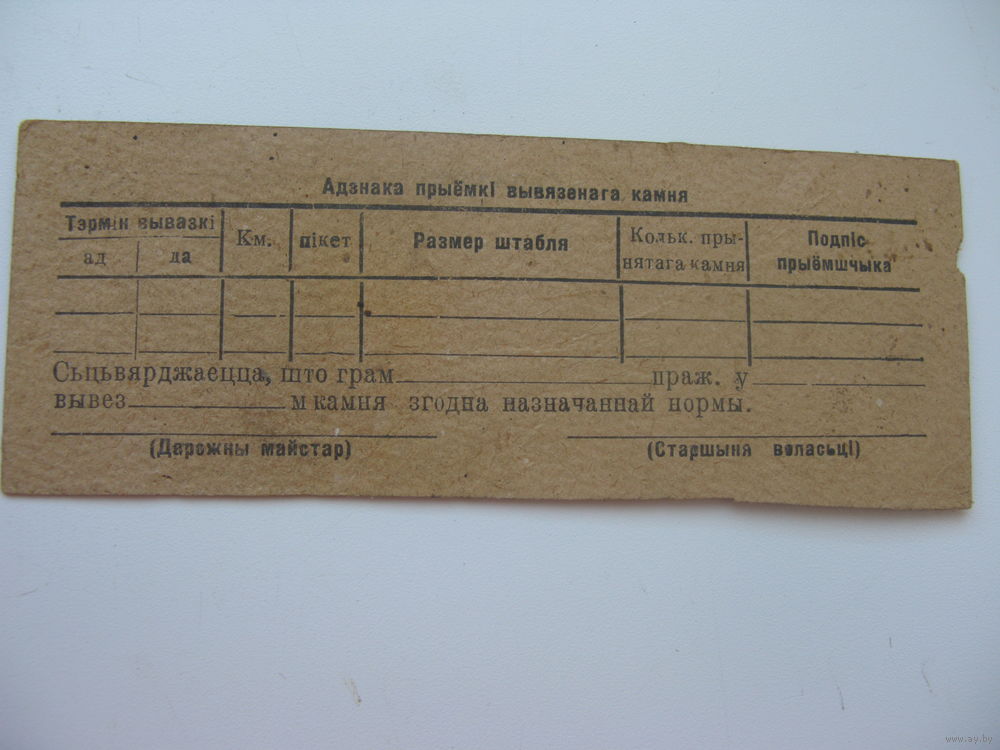 Адзнака прыёмкі вывязенага камня
Тэрмін вывазкі
ад
да
Км.
пікет
Размер штабля
Кольк. пры-
нятага камня
Подпіс
прыёмшчыка
Сьцьвярджаецца, што грам. праж. у
вывез м камня згодна назначаннай нормы.
(Дарожны майстар)
(Старшыня воласьці)
www.ay.by